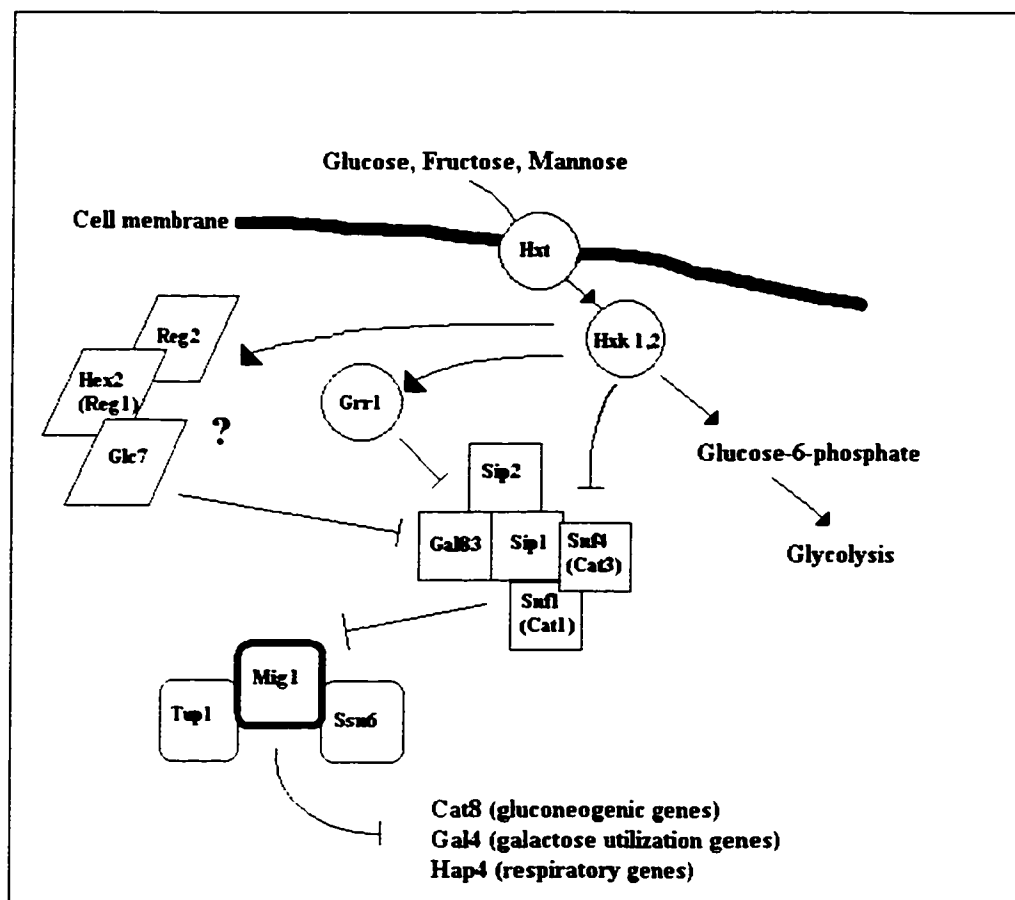 Glucose, Fructose, Mannose
Cell membrane
Hxt
Hxk 1,2
Reg2
Hex2
(Reg1)
Glc7
?
Grr1
Glucose-6-phosphate
Glycolysis
Sip2
Gal83
Sip1
Snf4
(Cat3)
Snf1
(Cat1)
Mig1
Tup1
Ssn6
Cat8 (gluconeogenic genes)
Gal4 (galactose utilization genes)
Hap4 (respiratory genes)